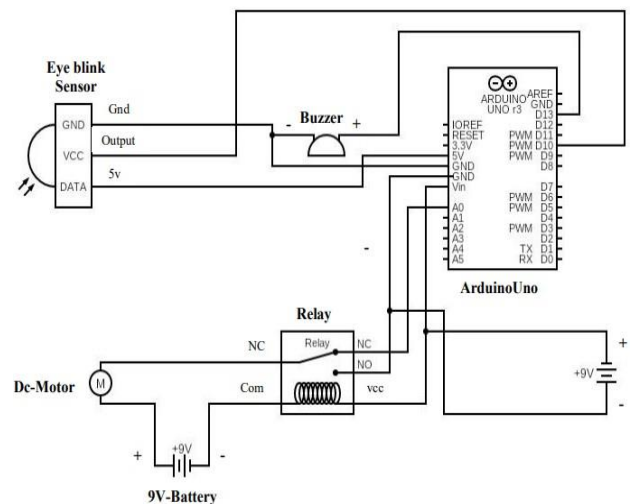 Eye blink
Sensor
GND
VCC
DATA
Gnd
Output
5v
Buzzer
-
+
ARDUINO
UNO r3
IOREF
RESET
3.3V
5V
GND
GND
Vin
A0
A1
A2
A3
A4
A5
AREF
GND
D13
D12
PWM D11
PWM D10
PWM D9
D8
D7
PWM D6
PWM D5
D4
PWM D3
D2
TX D1
RX D0
ArduinoUno
-
Relay
Relay
NC
NC
NO
Com
vcc
Dc-Motor
M
+
+9V
-
9V-Battery
+
+9V
-